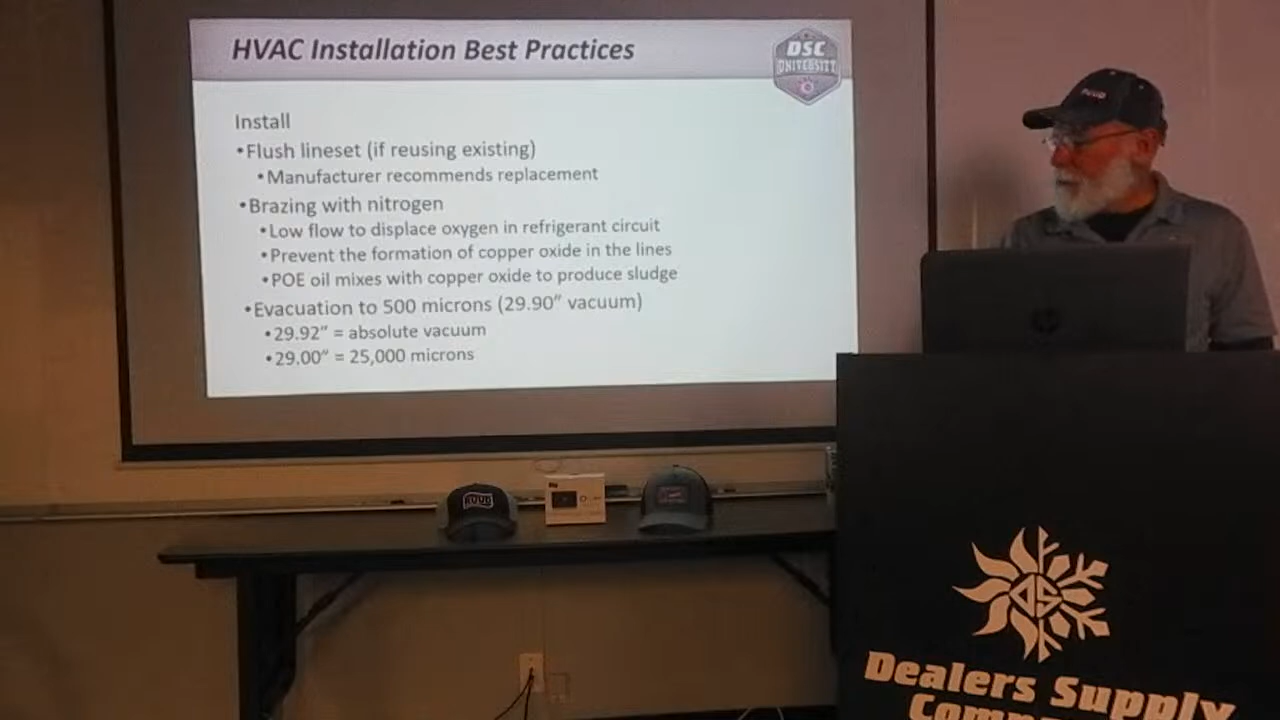 HVAC Installation Best Practices
DSC
UNIVERSITY
Install
•Flush lineset (if reusing existing)
•Manufacturer recommends replacement
•Brazing with nitrogen
•Low flow to displace oxygen in refrigerant circuit
•Prevent the formation of copper oxide in the lines
•POE oil mixes with copper oxide to produce sludge
•Evacuation to 500 microns (29.90” vacuum)
•29.92” = absolute vacuum
•29.00” = 25,000 microns
RUUD
hp
RUUD
DS
Dealers Supply